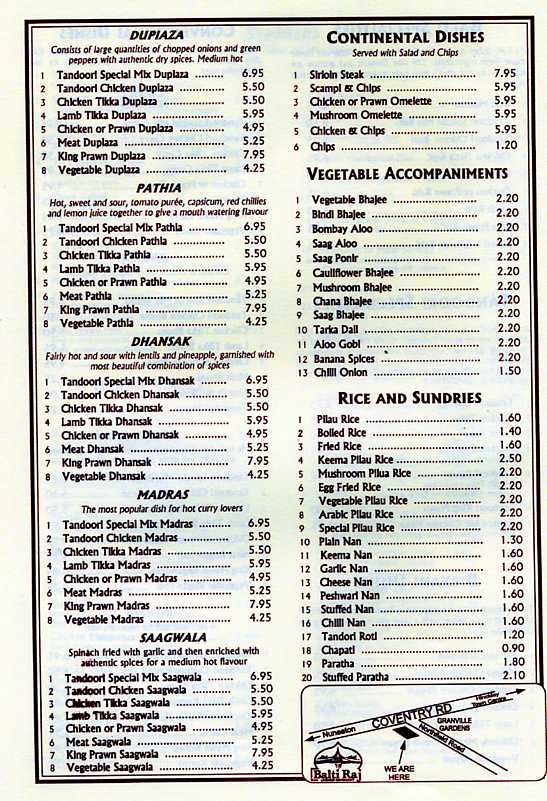 DUPIAZA
Consists of large quantities of chopped onions and green
peppers with authentic dry spices. Medium hot
1 Tandoori Special Mix Dupiaza ........ 6.95
2 Tandoori Chicken Dupiaza ........ 5.50
3 Chicken Tikka Dupiaza ........ 5.50
4 Lamb Tikka Dupiaza ........ 5.95
5 Chicken or Prawn Dupiaza ........ 4.95
6 Meat Dupiaza ........ 5.25
7 King Prawn Dupiaza ........ 7.95
8 Vegetable Dupiaza ........ 4.25
PATHIA
Hot, sweet and sour, tomato purée, capsicum, red chillies
and lemon juice together to give a mouth watering flavour
1 Tandoori Special Mix Pathia ........ 6.95
2 Tandoori Chicken Pathia ........ 5.50
3 Chicken Tikka Pathia ........ 5.50
4 Lamb Tikka Pathia ........ 5.95
5 Chicken or Prawn Pathia ........ 4.95
6 Meat Pathia ........ 5.25
7 King Prawn Pathia ........ 7.95
8 Vegetable Pathia ........ 4.25
DHANSAK
Fairly hot and sour with lentils and pineapple, garnished with
most beautiful combination of spices
1 Tandoori Special Mix Dhansak ........ 6.95
2 Tandoori Chicken Dhansak ........ 5.50
3 Chicken Tikka Dhansak ........ 5.50
4 Lamb Tikka Dhansak ........ 5.95
5 Chicken or Prawn Dhansak ........ 4.95
6 Meat Dhansak ........ 5.25
7 King Prawn Dhansak ........ 7.95
8 Vegetable Dhansak ........ 4.25
MADRAS
The most popular dish for hot curry lovers
1 Tandoori Special Mix Madras ........ 6.95
2 Tandoori Chicken Madras ........ 5.50
3 Chicken Tikka Madras ........ 5.50
4 Lamb Tikka Madras ........ 5.95
5 Chicken or Prawn Madras ........ 4.95
6 Meat Madras ........ 5.25
7 King Prawn Madras ........ 7.95
8 Vegetable Madras ........ 4.25
SAAGWALA
Spinach fried with garlic and then enriched with
authentic spices for a medium hot flavour
1 Tandoori Special Mix Saagwala ........ 6.95
2 Tandoori Chicken Saagwala ........ 5.50
3 Chicken Tikka Saagwala ........ 5.50
4 Lamb Tikka Saagwala ........ 5.95
5 Chicken or Prawn Saagwala ........ 4.95
6 Meat Saagwala ........ 5.25
7 King Prawn Saagwala ........ 7.95
8 Vegetable Saagwala ........ 4.25
CONTINENTAL DISHES
Served with Salad and Chips
1 Sirloin Steak ........ 7.95
2 Scampi & Chips ........ 5.95
3 Chicken or Prawn Omelette ........ 5.95
4 Mushroom Omelette ........ 5.95
5 Chicken & Chips ........ 5.95
6 Chips ........ 1.20
VEGETABLE ACCOMPANIMENTS
1 Vegetable Bhajee ........ 2.20
2 Bindi Bhajee ........ 2.20
3 Bombay Aloo ........ 2.20
4 Saag Aloo ........ 2.20
5 Saag Ponir ........ 2.20
6 Cauliflower Bhajee ........ 2.20
7 Mushroom Bhajee ........ 2.20
8 Chana Bhajee ........ 2.20
9 Saag Bhajee ........ 2.20
10 Tarka Dall ........ 2.20
11 Aloo Gobi ........ 2.20
12 Banana Spices ........ 2.20
13 Chilli Onion ........ 1.50
RICE AND SUNDRIES
1 Pilau Rice ........ 1.60
2 Boiled Rice ........ 1.40
3 Fried Rice ........ 1.60
4 Keema Pilau Rice ........ 2.50
5 Mushroom Pilua Rice ........ 2.20
6 Egg Fried Rice ........ 2.20
7 Vegetable Pilau Rice ........ 2.20
8 Arabic Pilau Rice ........ 2.20
9 Special Pilau Rice ........ 2.20
10 Plain Nan ........ 1.30
11 Keema Nan ........ 1.60
12 Garlic Nan ........ 1.60
13 Cheese Nan ........ 1.60
14 Peshwari Nan ........ 1.60
15 Stuffed Nan ........ 1.60
16 Chilli Nan ........ 1.60
17 Tandori Roti ........ 1.20
18 Chapati ........ 0.90
19 Paratha ........ 1.80
20 Stuffed Paratha ........ 2.10
Hinckley
Town Centre
COVENTRY RD
GRANVILLE
GARDENS
Nuneaton
Northfield Road
Balti Raj
WE ARE
HERE